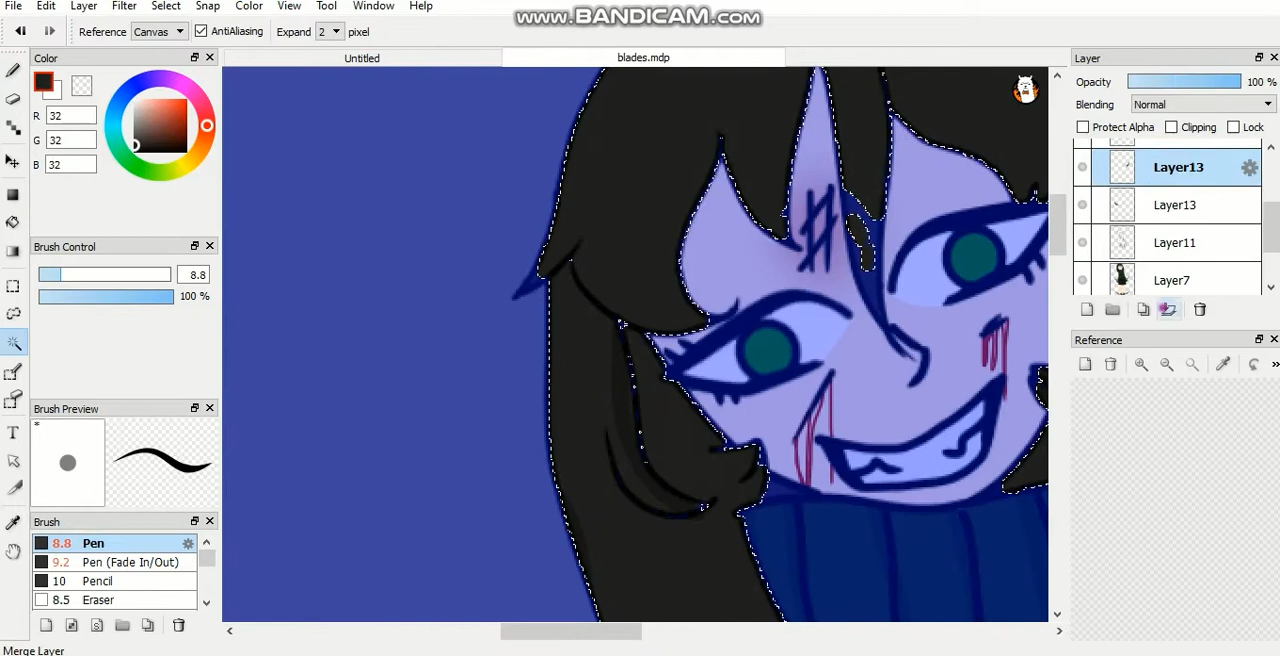 www.BANDICAM.com
File Edit Layer Filter Select Snap Color View Tool Window Help
Reference Canvas AntiAliasing Expand 2 pixel
Color
Untitled
blades.mdp
Layer
R 32
G 32
B 32
Opacity 100 %
Blending Normal
Protect Alpha Clipping Lock
Layer13
Layer13
Layer11
Layer7
Brush Control
8.8
100 %
Reference
Brush Preview
*
Brush
8.8 Pen
9.2 Pen (Fade In/Out)
10 Pencil
8.5 Eraser
Merge Layer